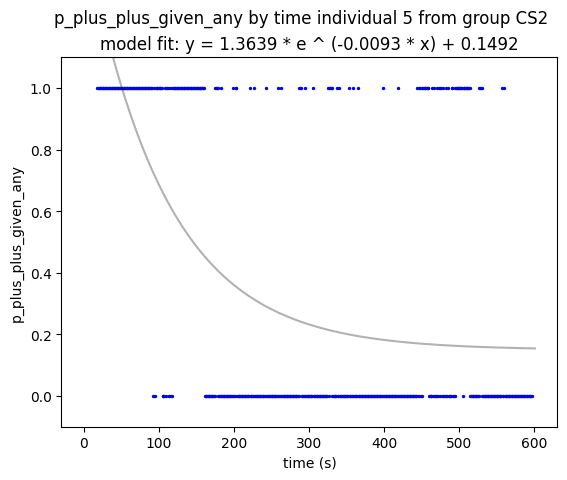 p_plus_plus_given_any by time individual 5 from group CS2
model fit: y = 1.3639 * e ^ (-0.0093 * x) + 0.1492
p_plus_plus_given_any
1.0
0.8
0.6
0.4
0.2
0.0
0 100 200 300 400 500 600
time (s)